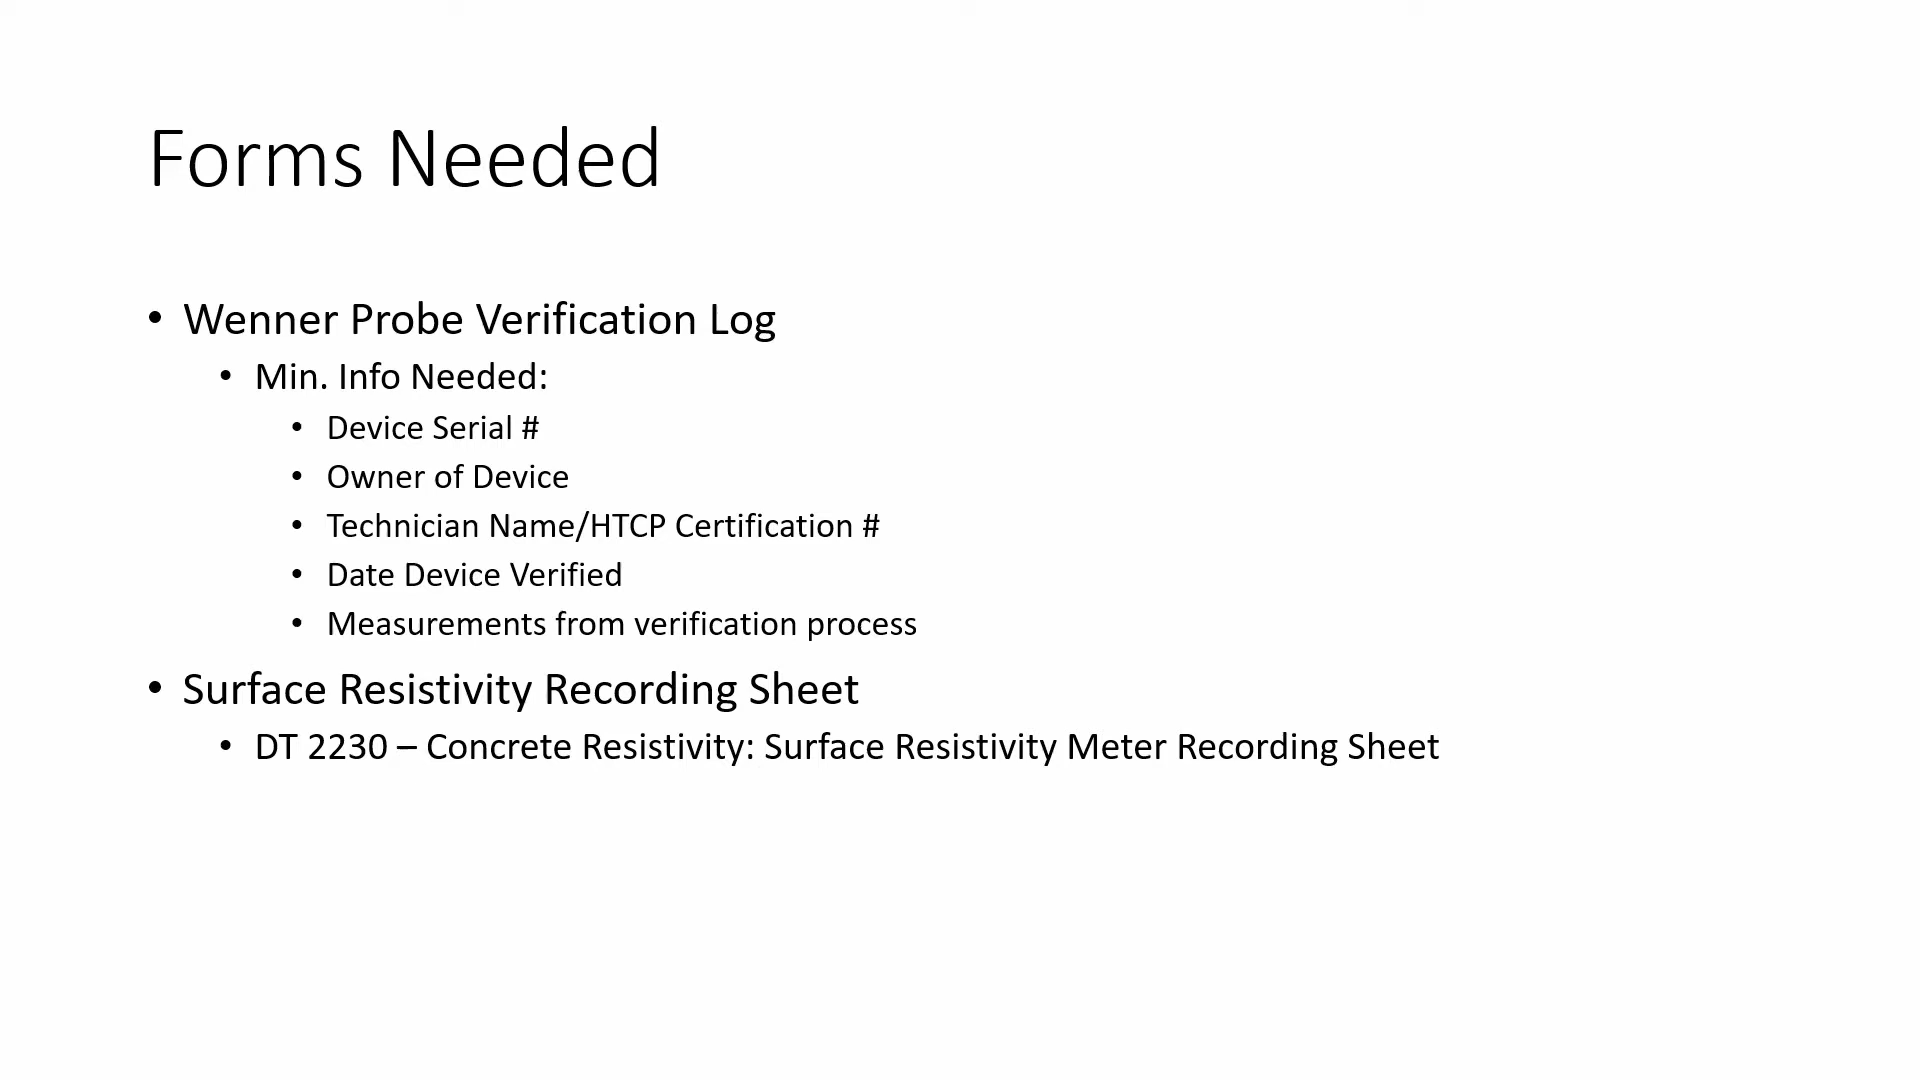 Forms Needed
• Wenner Probe Verification Log
• Min. Info Needed:
• Device Serial #
• Owner of Device
• Technician Name/HTCP Certification #
• Date Device Verified
• Measurements from verification process
• Surface Resistivity Recording Sheet
• DT 2230 – Concrete Resistivity: Surface Resistivity Meter Recording Sheet